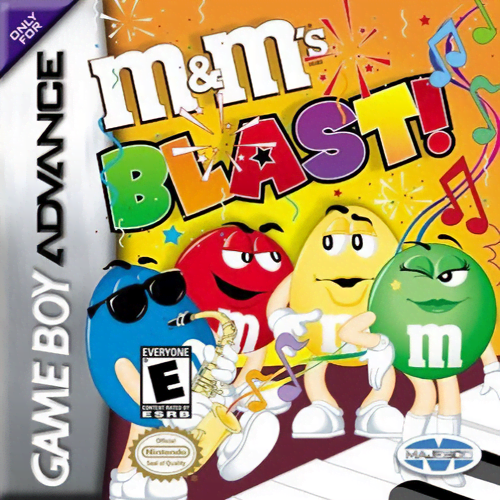 ONLY
FOR
GAME BOY ADVANCE
m&m's
BLAST!
m
m
m
EVERYONE
E
CONTENT RATED BY
ESRB
Official
Nintendo
Seal of Quality
MAJESCO